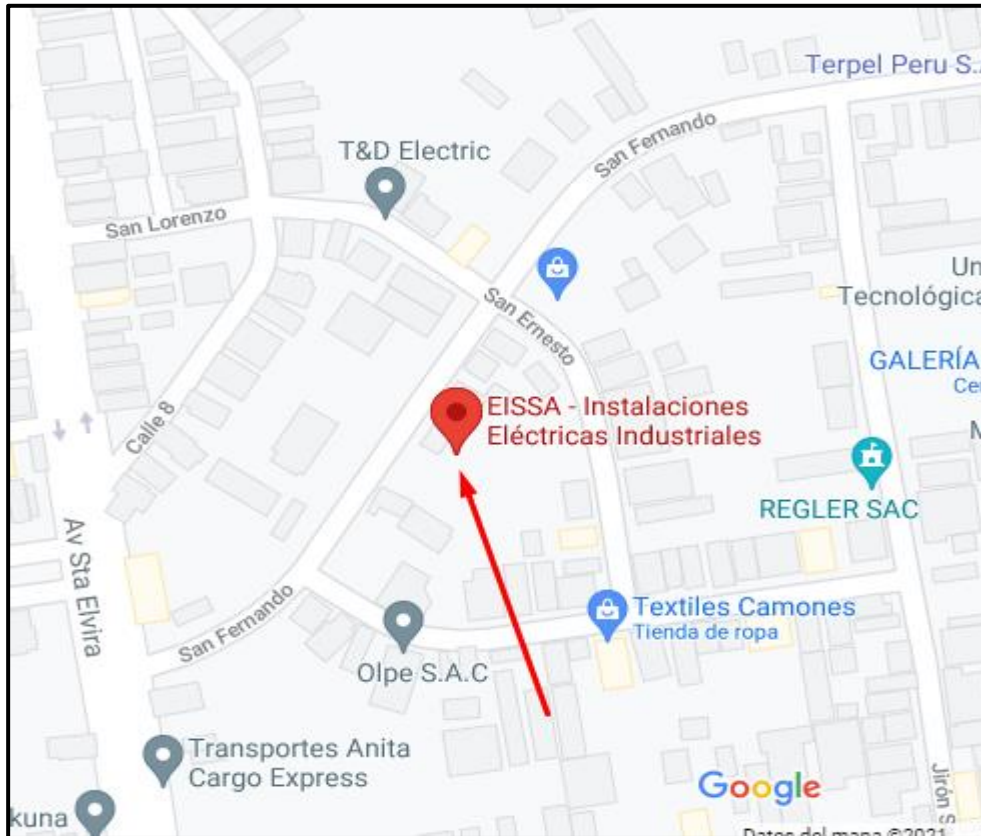 Terpel Peru S.
San Fernando
T&D Electric
San Lorenzo
Un
Tecnológica
San Ernesto
GALERÍA
Cer
EISSA - Instalaciones
Eléctricas Industriales
M
Calle 8
REGLER SAC
Av Sta Elvira
Textiles Camones
Tienda de ropa
San Fernando
Olpe S.A.C
Transportes Anita
Cargo Express
Google
Jirón S
kuna
Datos del mapa ©2021